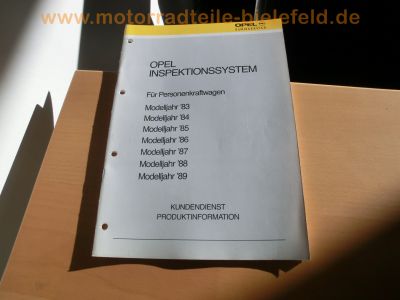 www.motorradteile-bielefeld.de
OPEL
OPEL
INSPEKTIONSSYSTEM
Für Personenkraftwagen
Modelljahr '83
Modelljahr '84
Modelljahr '85
Modelljahr '86
Modelljahr '87
Modelljahr '88
Modelljahr '89
KUNDENDIENST
PRODUKTINFORMATION